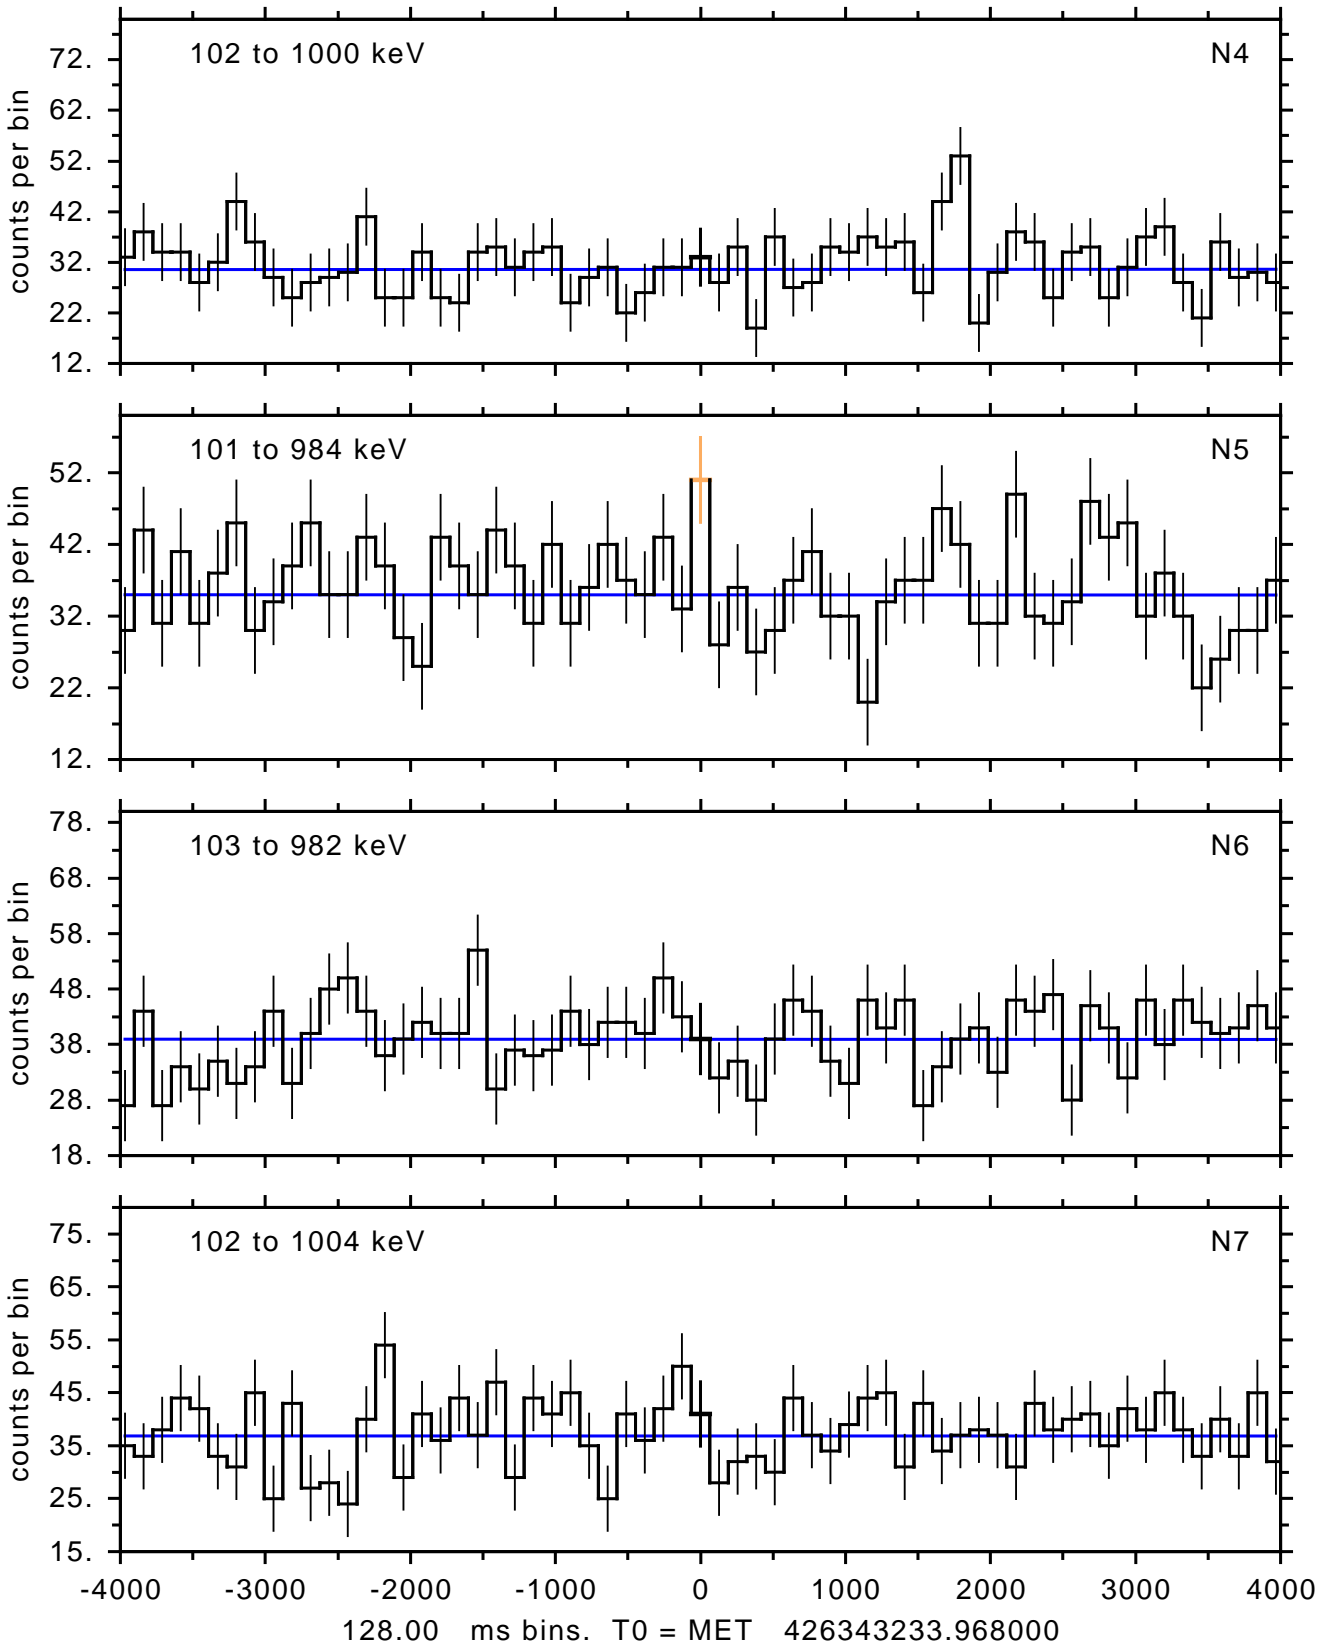 102 to 1000 keV N4
72.
62.
52.
42.
32.
22.
12.
counts per bin
101 to 984 keV N5
52.
42.
32.
22.
12.
counts per bin
103 to 982 keV N6
78.
68.
58.
48.
38.
28.
18.
counts per bin
102 to 1004 keV N7
75.
65.
55.
45.
35.
25.
15.
counts per bin
-4000 -3000 -2000 -1000 0 1000 2000 3000 4000
128.00 ms bins. T0 = MET 426343233.968000